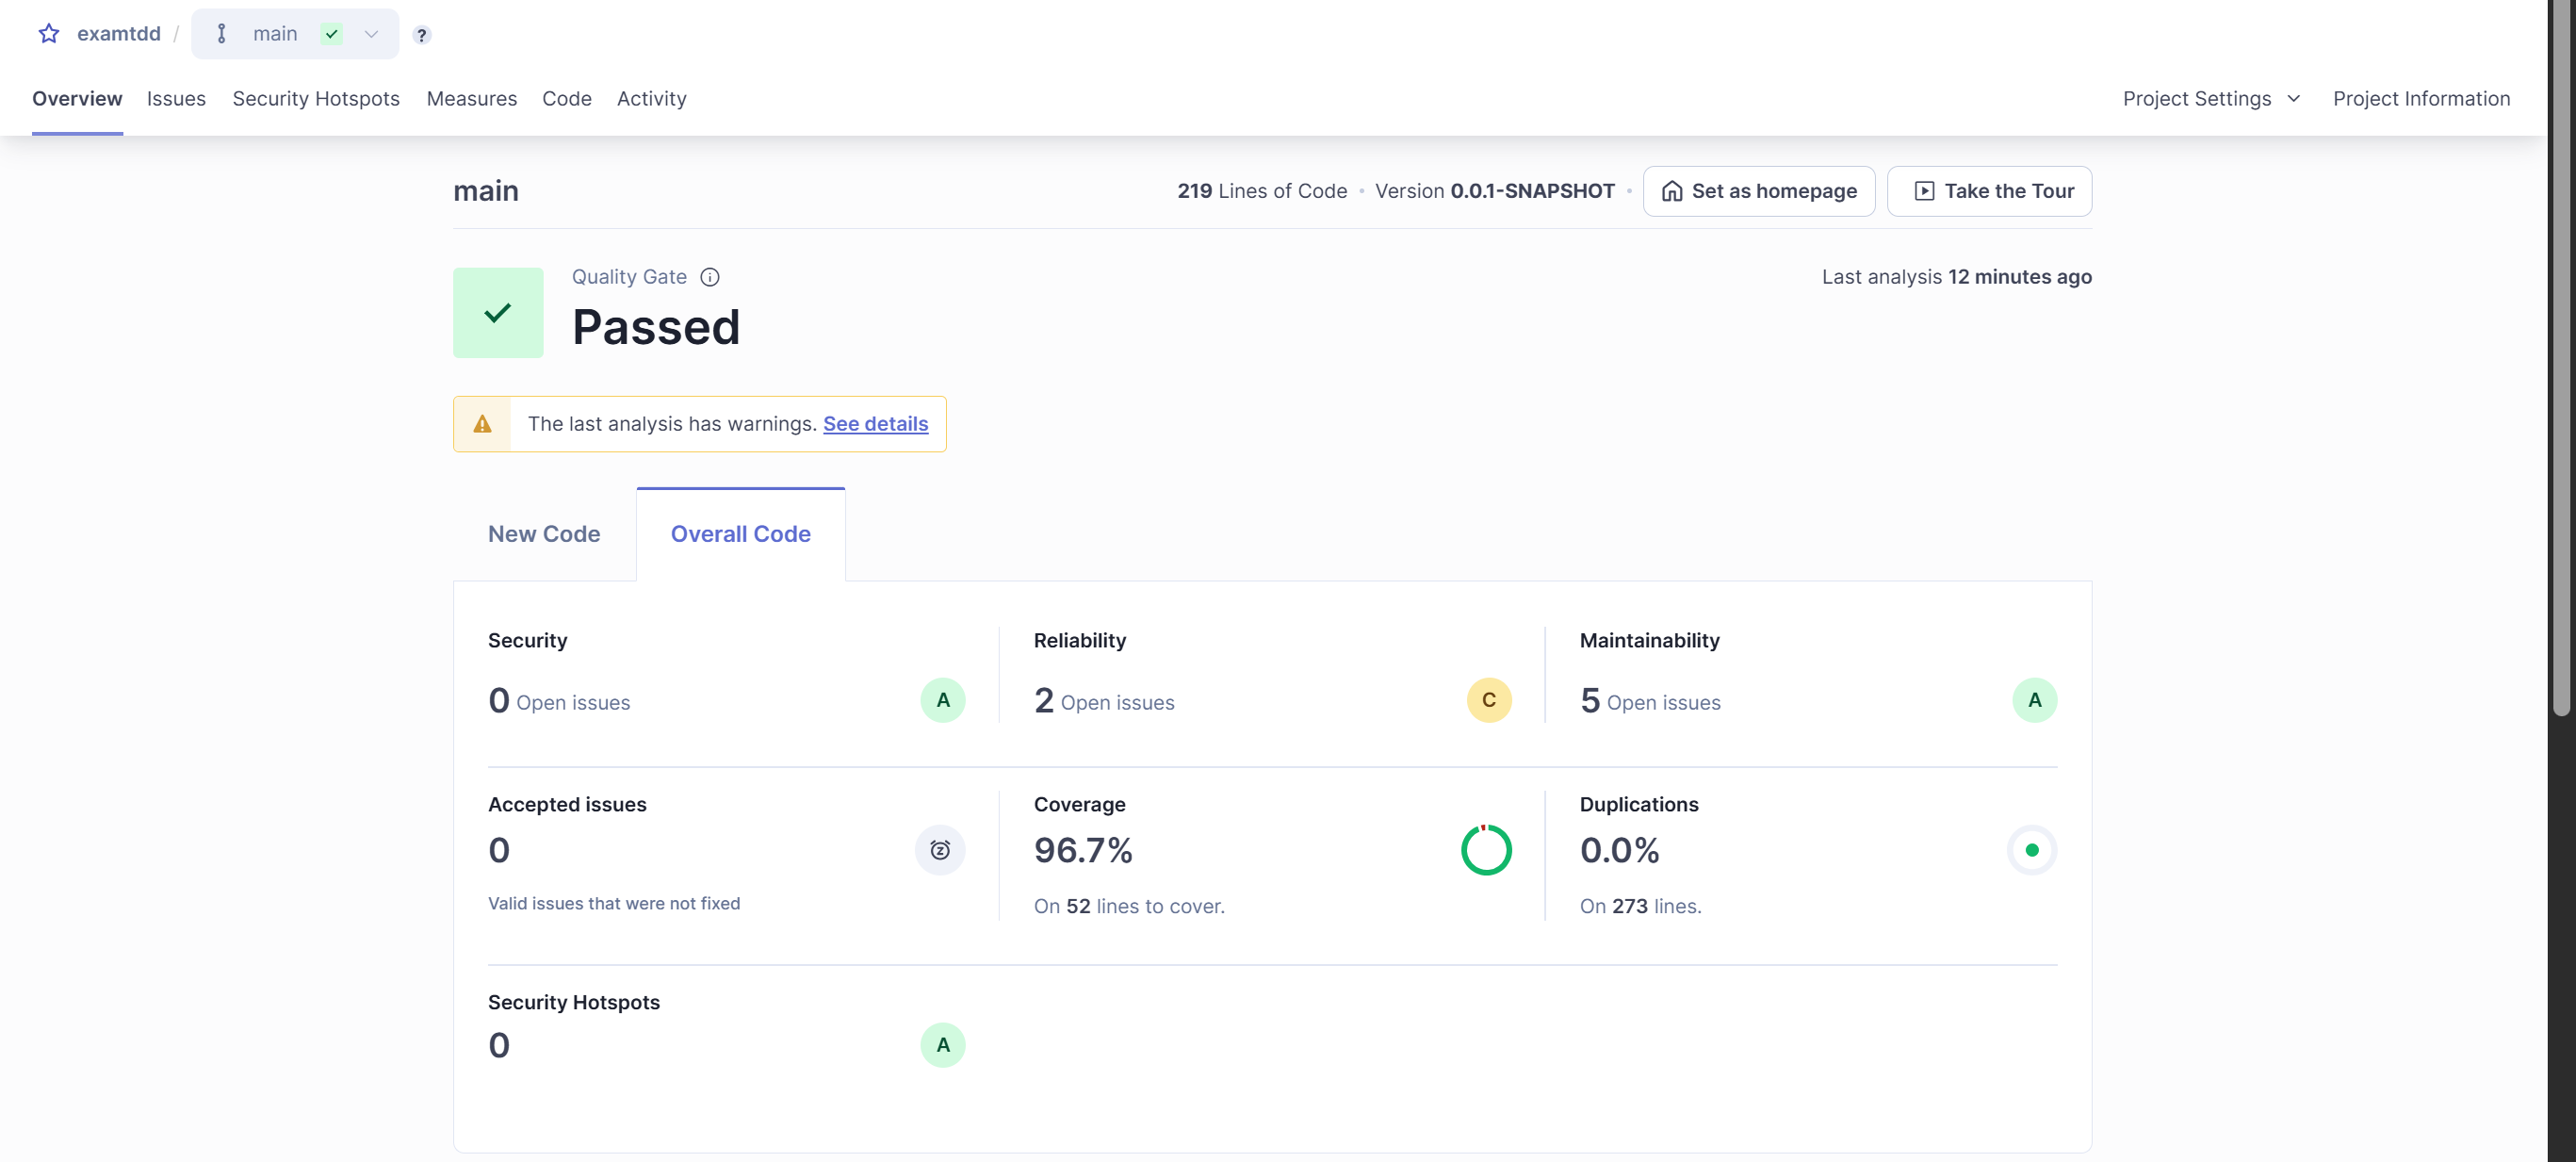 examtdd / main ?
Overview Issues Security Hotspots Measures Code Activity Project Settings Project Information
main 219 Lines of Code • Version 0.0.1-SNAPSHOT • Set as homepage Take the Tour
Quality Gate Last analysis 12 minutes ago
Passed
The last analysis has warnings. See details
New Code Overall Code
Security Reliability Maintainability
0 Open issues A 2 Open issues C 5 Open issues A
Accepted issues Coverage Duplications
0 96.7% 0.0%
Valid issues that were not fixed On 52 lines to cover. On 273 lines.
Security Hotspots
0 A